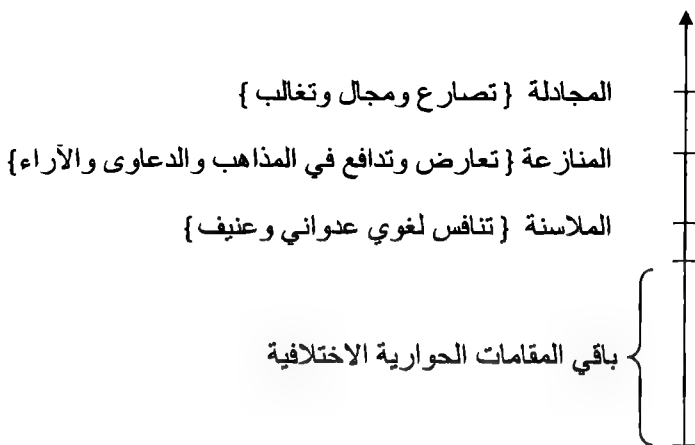 المجادلة { تصارع ومجال وتغالب }
المنازعة { تعارض وتدافع في المذاهب والدعاوى والآراء}
الملاسنة { تنافس لغوي عدواني وعنيف }
باقي المقامات الحوارية الاختلافية